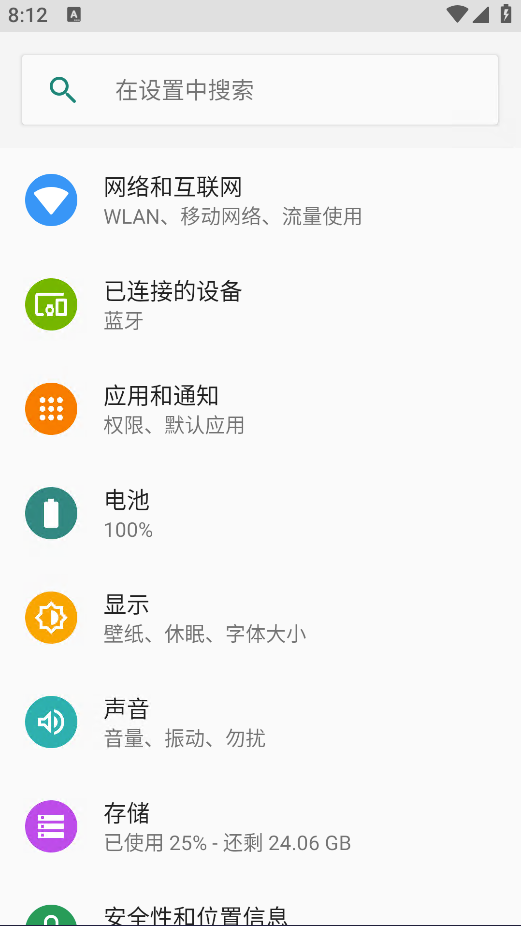 8:12
A
在设置中搜索
网络和互联网
WLAN、移动网络、流量使用
已连接的设备
蓝牙
应用和通知
权限、默认应用
电池
100%
显示
壁纸、休眠、字体大小
声音
音量、振动、勿扰
存储
已使用 25% - 还剩 24.06 GB
安全性和位置信息